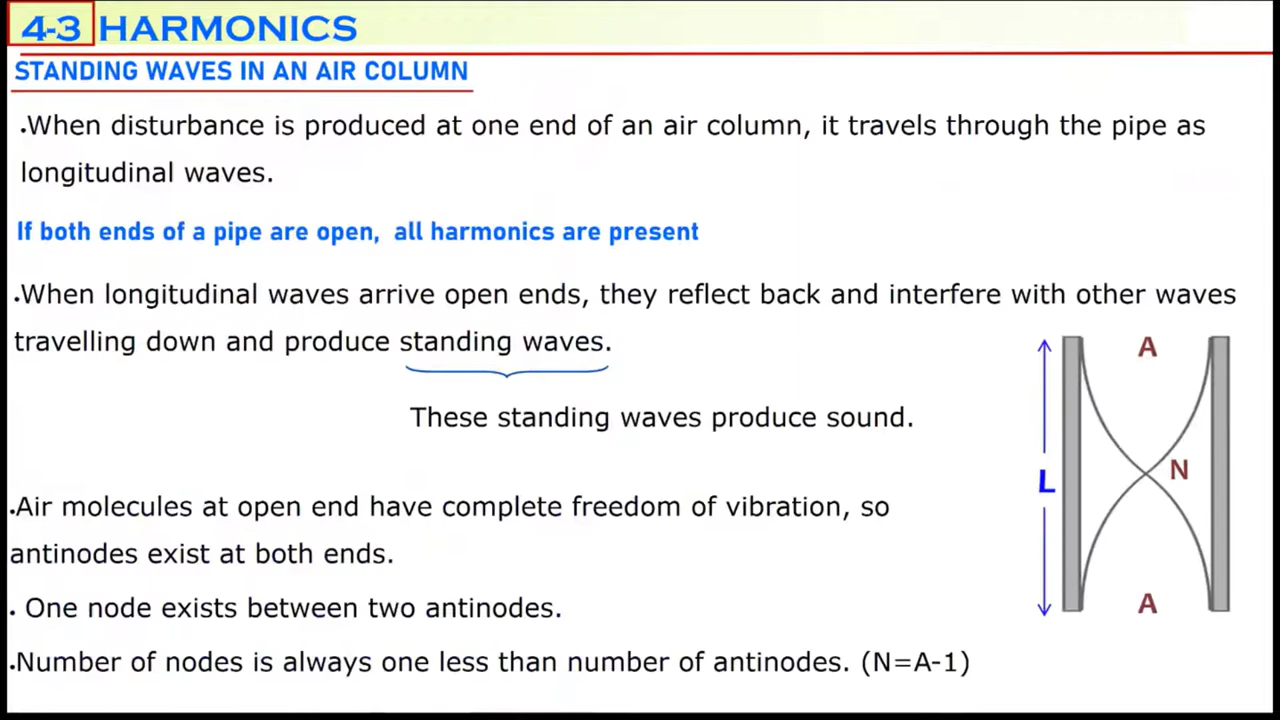 4-3 HARMONICS
STANDING WAVES IN AN AIR COLUMN
•When disturbance is produced at one end of an air column, it travels through the pipe as
longitudinal waves.
If both ends of a pipe are open, all harmonics are present
•When longitudinal waves arrive open ends, they reflect back and interfere with other waves
travelling down and produce standing waves.
These standing waves produce sound.
A
N
L
•Air molecules at open end have complete freedom of vibration, so
antinodes exist at both ends.
• One node exists between two antinodes.
A
•Number of nodes is always one less than number of antinodes. (N=A-1)